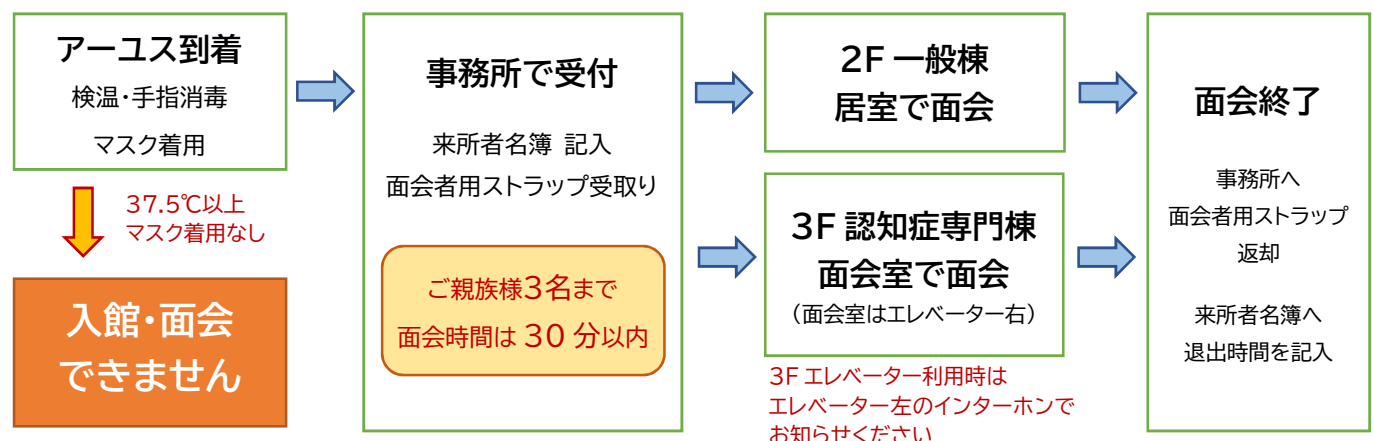 アーユス到着
検温・手指消毒
マスク着用
37.5℃以上
マスク着用なし
入館・面会
できません
事務所で受付
来所者名簿 記入
面会者用ストラップ受取り
ご親族様3名まで
面会時間は 30 分以内
2F 一般棟
居室で面会
3F 認知症専門棟
面会室で面会
（面会室はエレベーター右）
3F エレベーター利用時は
エレベーター左のインターホンで
お知らせください
面会終了
事務所へ
面会者用ストラップ
返却
来所者名簿へ
退出時間を記入